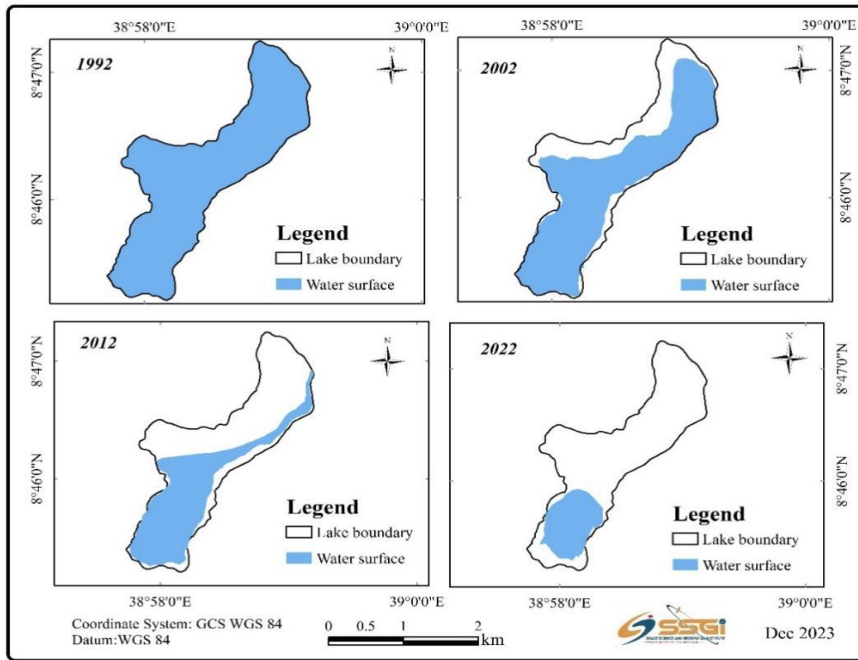 38°58'0"E
39°0'0"E
38°58'0"E
39°0'0"E
1992
N
8°47'0"N
8°46'0"N
Legend
Lake boundary
Water surface
2002
N
8°47'0"N
8°46'0"N
Legend
Lake boundary
Water surface
2012
N
8°47'0"N
8°46'0"N
Legend
Lake boundary
Water surface
2022
N
8°47'0"N
8°46'0"N
Legend
Lake boundary
Water surface
38°58'0"E
39°0'0"E
38°58'0"E
39°0'0"E
Coordinate System: GCS WGS 84
Datum:WGS 84
0 0.5 1 2
km
SSGI
Dec 2023